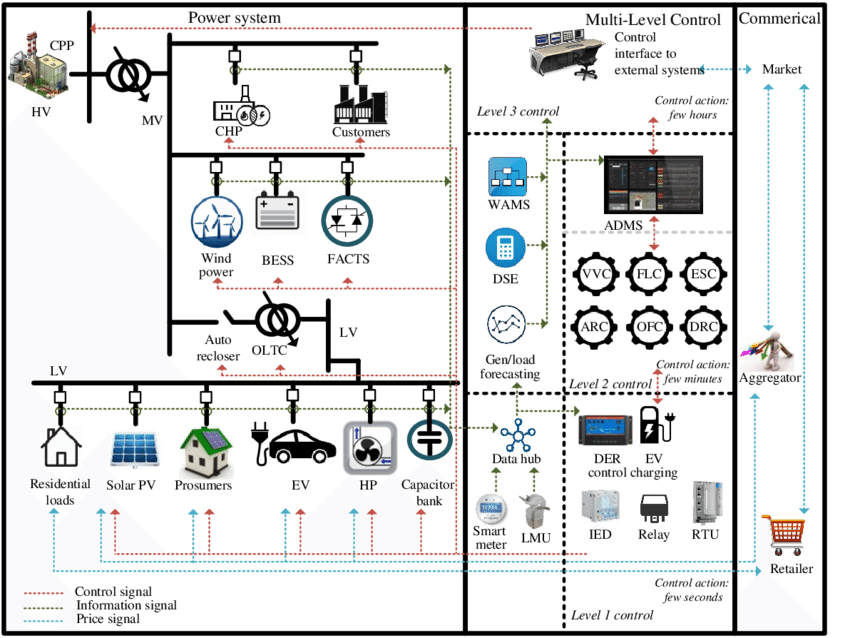 Power system
Multi-Level Control
Commerical
CPP
HV
MV
CHP
Customers
Control
interface to
external systems
Market
Level 3 control
Control action:
few hours
WAMS
ADMS
Wind
power
BESS
FACTS
DSE
VVC
FLC
ESC
ARC
OFC
DRC
Auto
recloser
OLTC
LV
Gen/load
forecasting
Control action:
few minutes
Level 2 control
Aggregator
LV
Residential
loads
Solar PV
Prosumers
EV
HP
Capacitor
bank
Data hub
DER
control
EV
charging
Smart
meter
LMU
IED
Relay
RTU
Retailer
Control action:
few seconds
Level 1 control
Control signal
Information signal
Price signal